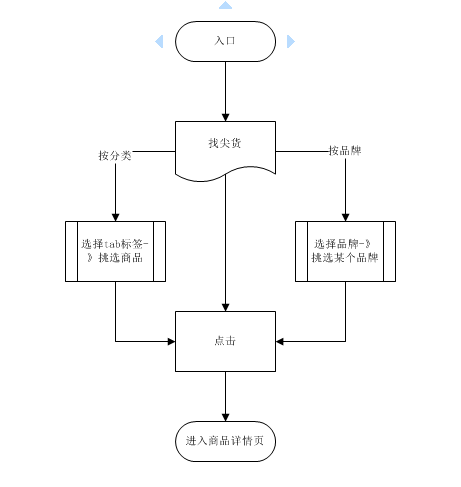 入口
找尖货
按分类
按品牌
选择tab标签-
》挑选商品
选择品牌-》
挑选某个品牌
点击
进入商品详情页